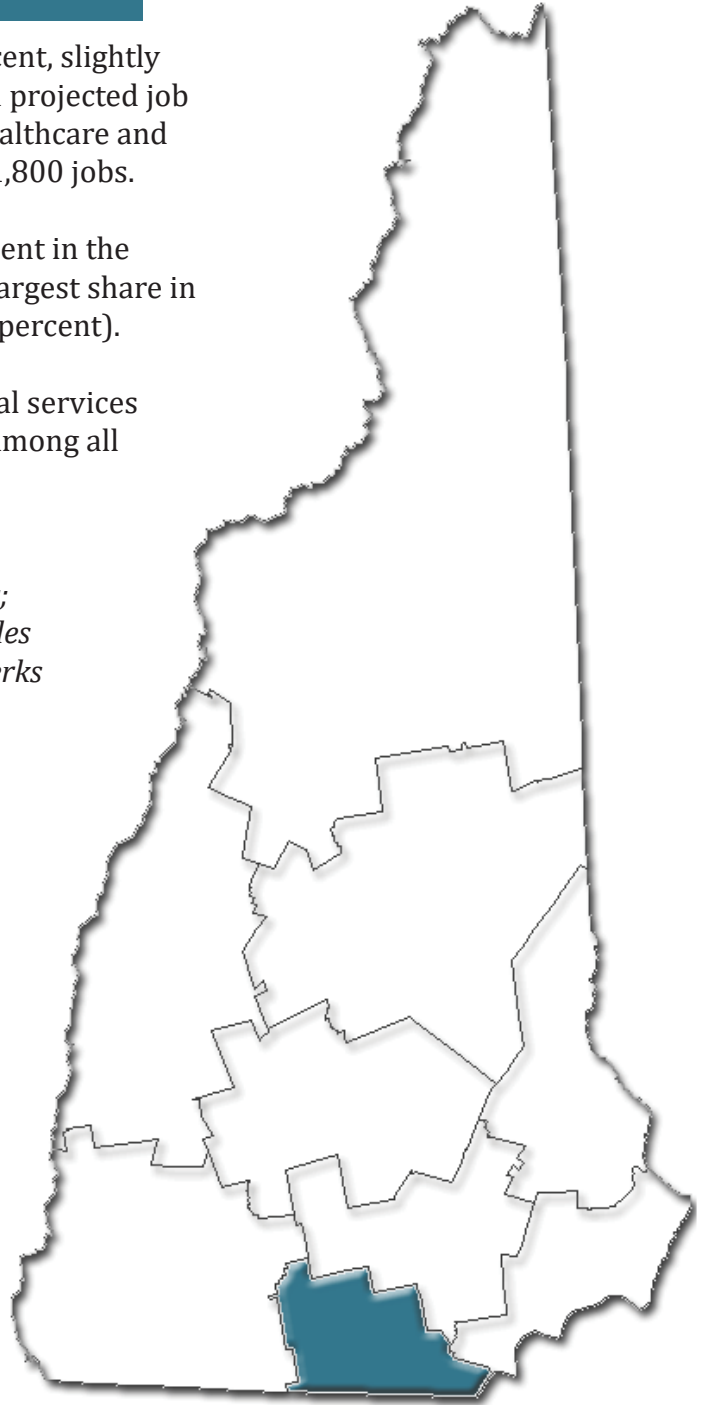 cent, slightly
projected job
althcare and
,800 jobs.
ent in the
argest share in
percent).
al services
mong all
les
rks